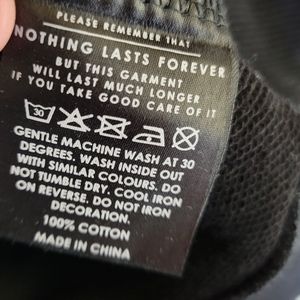 PLEASE REMEMBER THAT
NOTHING LASTS FOREVER
BUT THIS GARMENT
WILL LAST MUCH LONGER
IF YOU TAKE GOOD CARE OF IT
30
GENTLE MACHINE WASH AT 30
DEGREES. WASH INSIDE OUT
WITH SIMILAR COLOURS. DO
NOT TUMBLE DRY. COOL IRON
ON REVERSE. DO NOT IRON
DECORATION.
100% COTTON
MADE IN CHINA